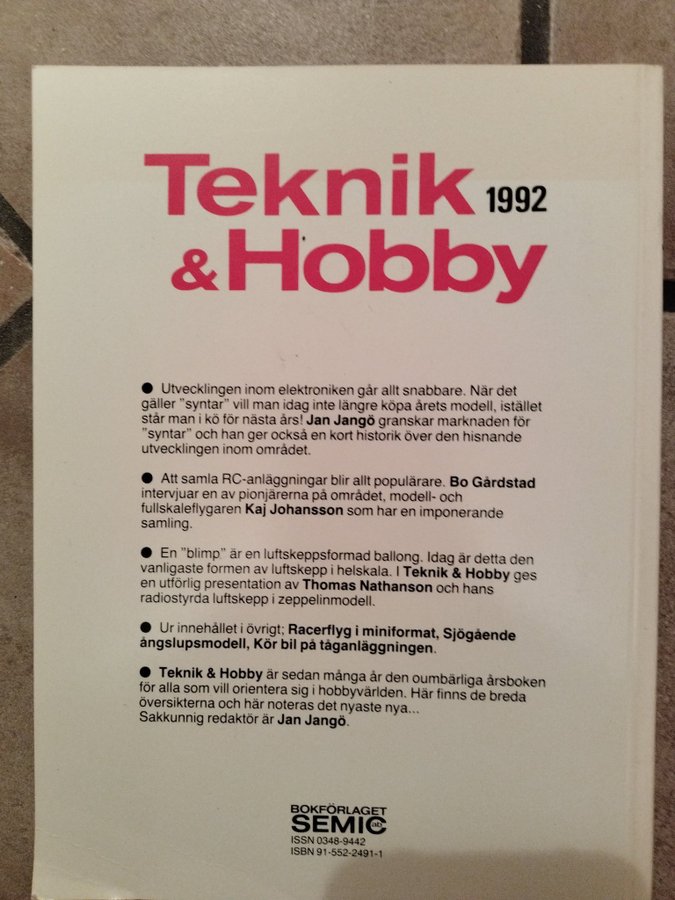 Teknik 1992
& Hobby
● Utvecklingen inom elektroniken går allt snabbare. När det
gäller "syntar" vill man idag inte längre köpa årets modell, istället
står man i kö för nästa års! Jan Jangö granskar marknaden för
"syntar" och han ger också en kort historik över den hisnande
utvecklingen inom området.
● Att samla RC-anläggningar blir allt populärare. Bo Gårdstad
intervjuar en av pionjärerna på området, modell- och
fullskaleflygaren Kaj Johansson som har en imponerande
samling.
● En "blimp" är en luftskeppsformad ballong. Idag är detta den
vanligaste formen av luftskepp i helskala. I Teknik & Hobby ges
en utförlig presentation av Thomas Nathanson och hans
radiostyrda luftskepp i zeppelinmodell.
● Ur innehållet i övrigt; Racerflyg i miniformat, Sjögående
ångslupsmodell, Kör bil på tåganläggningen.
● Teknik & Hobby är sedan många år den oumbärliga årsboken
för alla som vill orientera sig i hobbyvärlden. Här finns de breda
översikterna och här noteras det nyaste nya...
Sakkunnig redaktör är Jan Jangö.
BOKFÖRLAGET
SEMIC ab
ISSN 0348-9442
ISBN 91-552-2491-1